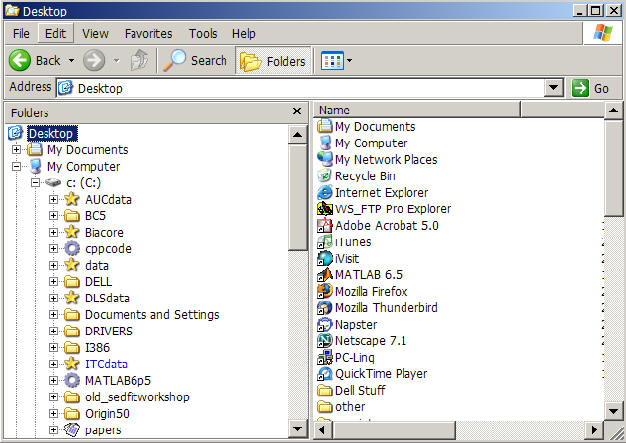 Desktop
File Edit View Favorites Tools Help
Back Search Folders
Address Desktop Go
Folders
Desktop
My Documents
My Computer
c: (C:)
AUCdata
BC5
Biacore
cppcode
data
DELL
DLSdata
Documents and Settings
DRIVERS
I386
ITCdata
MATLAB6p5
old_sedfitworkshop
Origin50
papers
Name
My Documents
My Computer
My Network Places
Recycle Bin
Internet Explorer
WS_FTP Pro Explorer
Adobe Acrobat 5.0
iTunes
iVisit
MATLAB 6.5
Mozilla Firefox
Mozilla Thunderbird
Napster
Netscape 7.1
PC-Linq
QuickTime Player
Dell Stuff
other